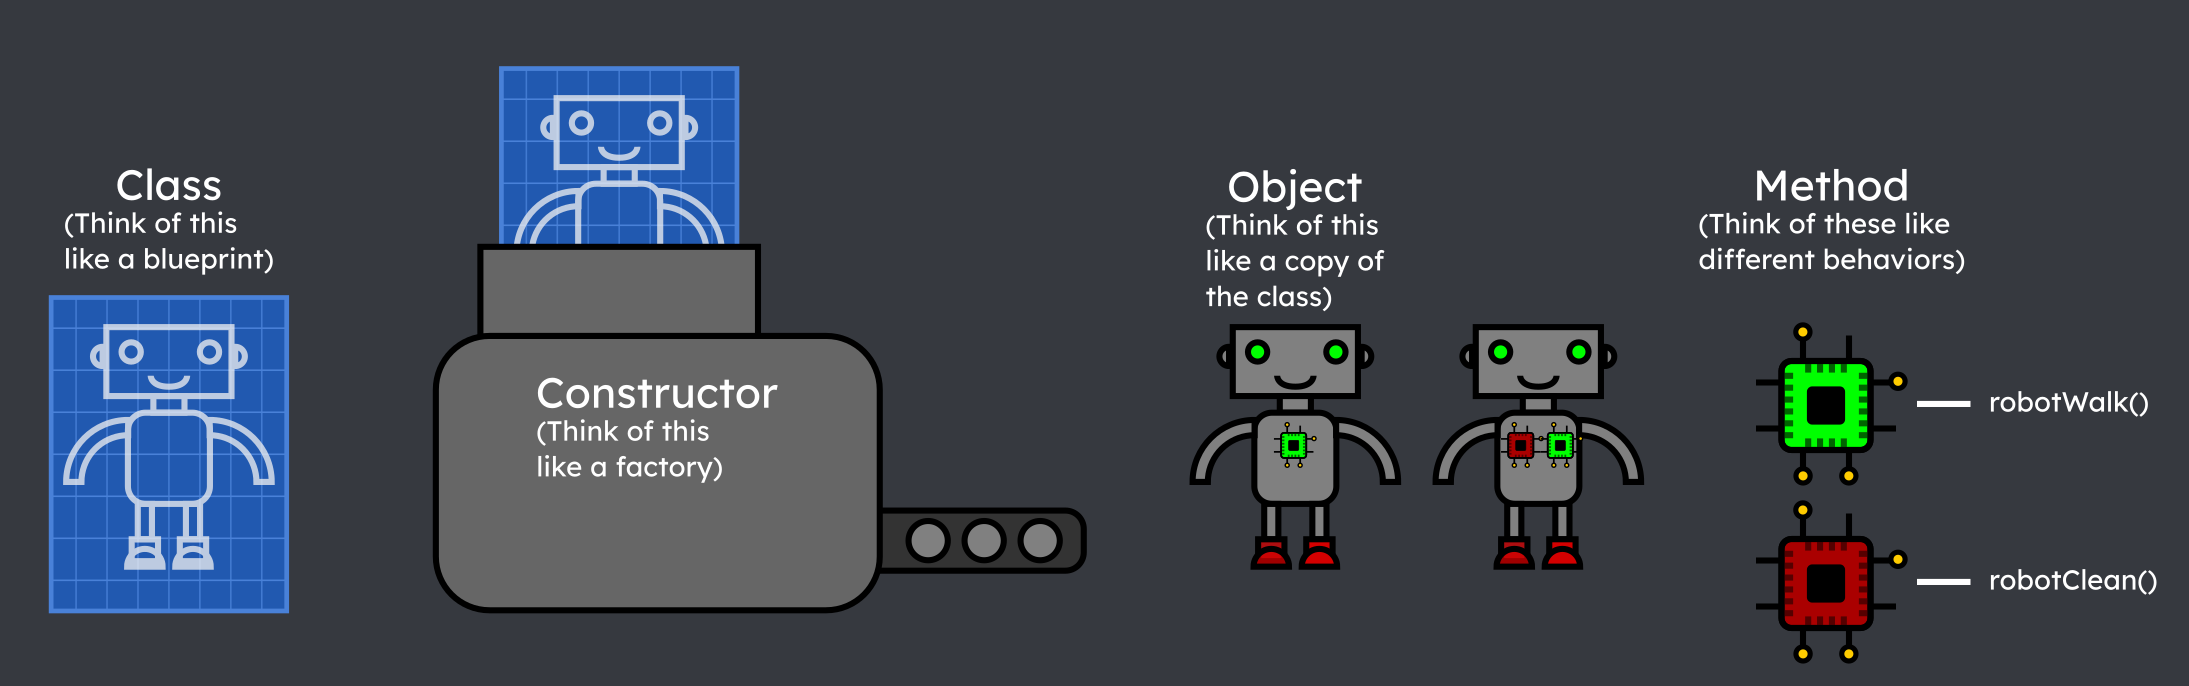 Class
(Think of this
like a blueprint)
Constructor
(Think of this
like a factory)
Object
(Think of this
like a copy of
the class)
Method
(Think of these like
different behaviors)
robotWalk()
robotClean()